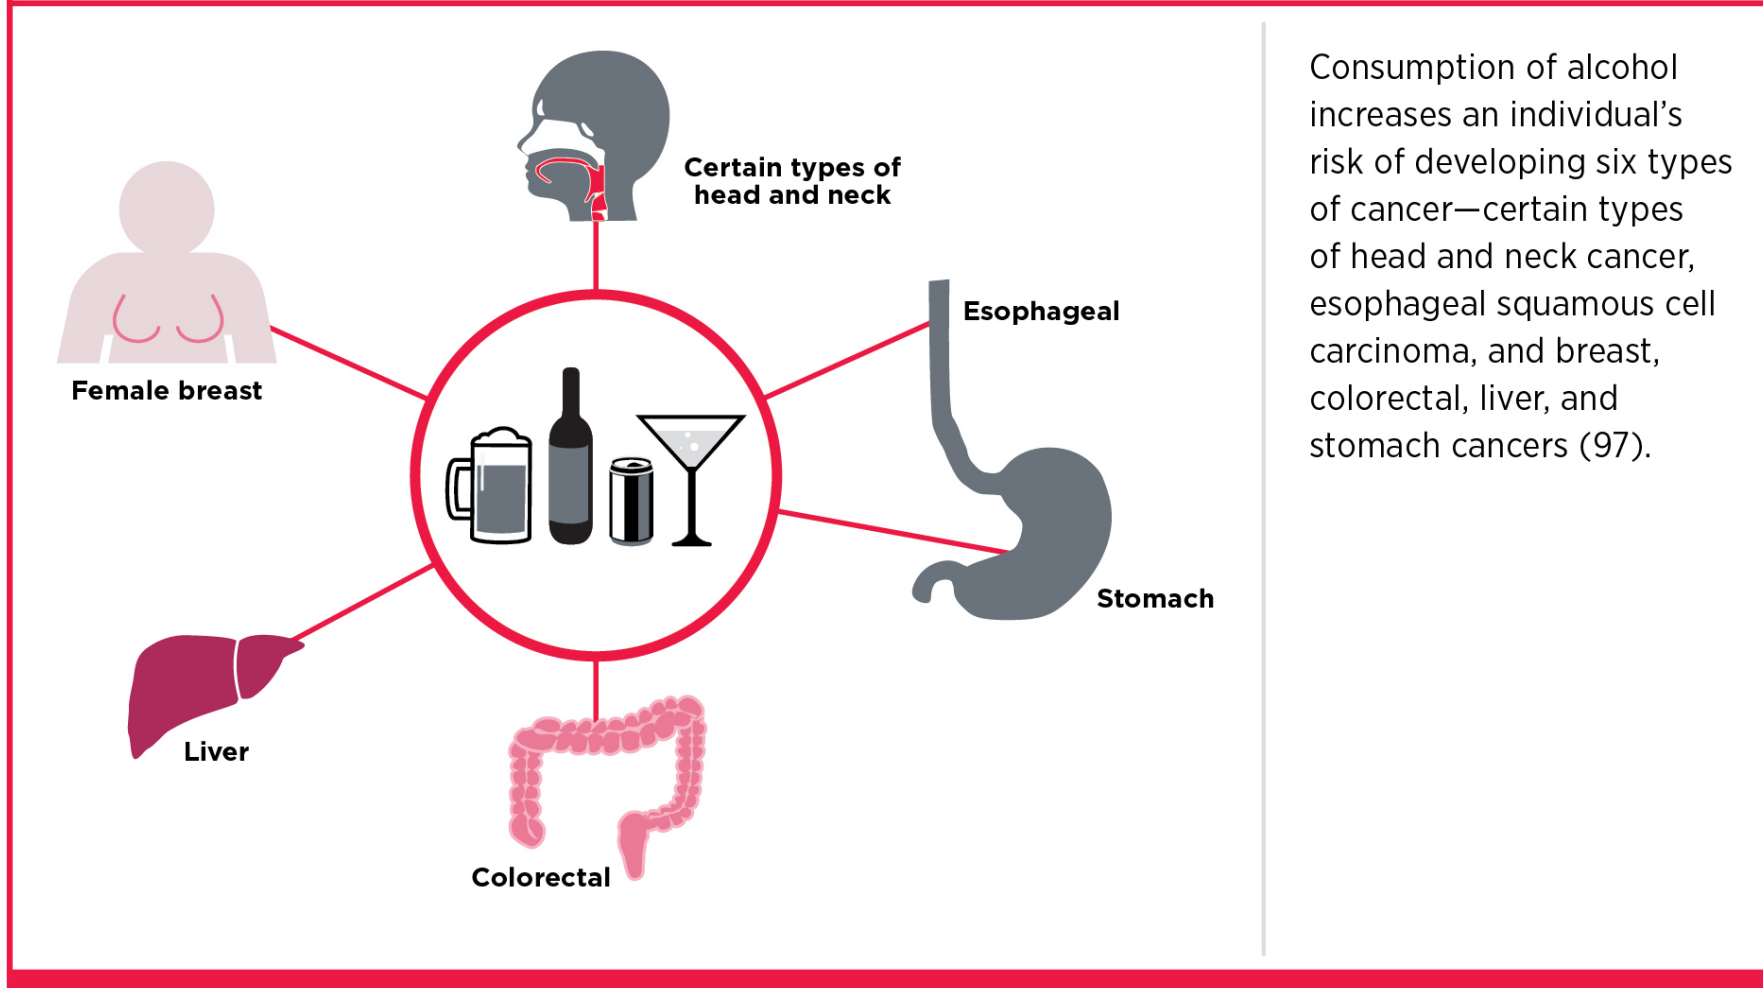 Certain types of
head and neck
Esophageal
Female breast
Stomach
Liver
Colorectal
Consumption of alcohol
increases an individual’s
risk of developing six types
of cancer—certain types
of head and neck cancer,
esophageal squamous cell
carcinoma, and breast,
colorectal, liver, and
stomach cancers (97).